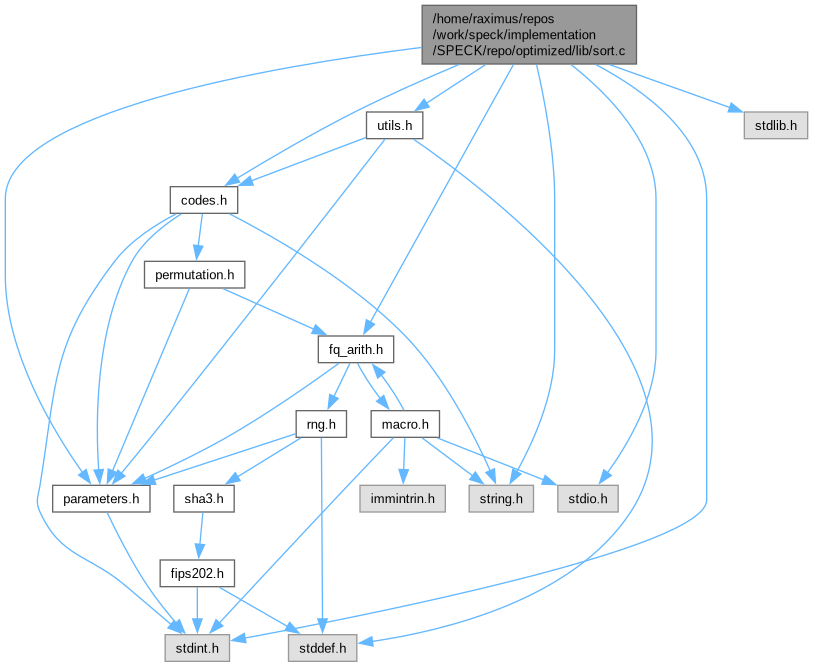 /home/raximus/repos
/work/speck/implementation
/SPECK/repo/optimized/lib/sort.c
utils.h
stdlib.h
codes.h
permutation.h
fq_arith.h
rng.h
macro.h
parameters.h
sha3.h
immintrin.h
string.h
stdio.h
fips202.h
stdint.h
stddef.h